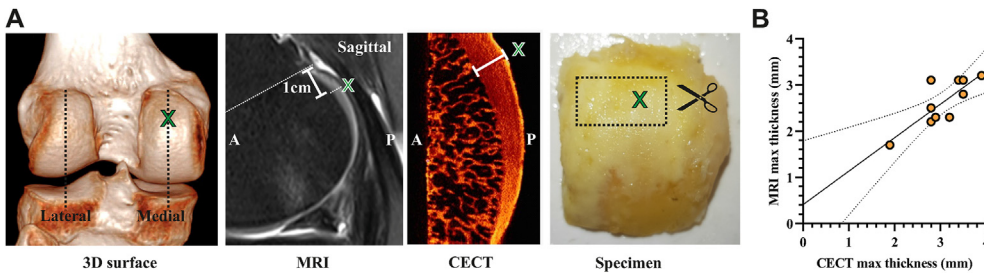 A
B
Sagittal
1cm
X
X
X
X
A
P
A
P
Lateral
Medial
3D surface
MRI
CECT
Specimen
MRI max thickness (mm)
4
3
2
1
0
0
1
2
3
4
CECT max thickness (mm)